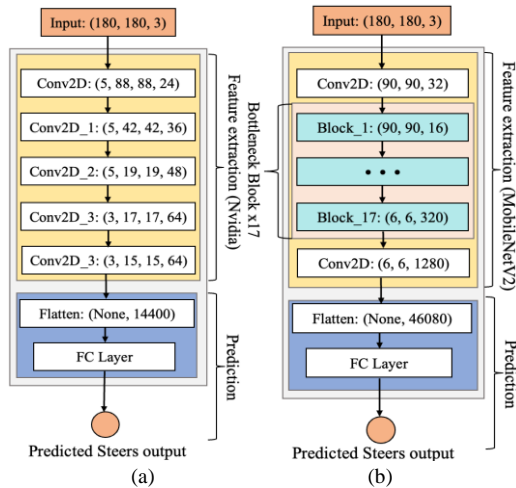 Input: (180, 180, 3)
Conv2D: (5, 88, 88, 24)
Conv2D_1: (5, 42, 42, 36)
Conv2D_2: (5, 19, 19, 48)
Conv2D_3: (3, 17, 17, 64)
Conv2D_3: (3, 15, 15, 64)
Feature extraction (Nvidia)
Flatten: (None, 14400)
FC Layer
Prediction
Predicted Steers output
(a)
Input: (180, 180, 3)
Conv2D: (90, 90, 32)
Bottleneck Block x17
Block_1: (90, 90, 16)
• • •
Block_17: (6, 6, 320)
Conv2D: (6, 6, 1280)
Feature extraction (MobileNetV2)
Flatten: (None, 46080)
FC Layer
Prediction
Predicted Steers output
(b)